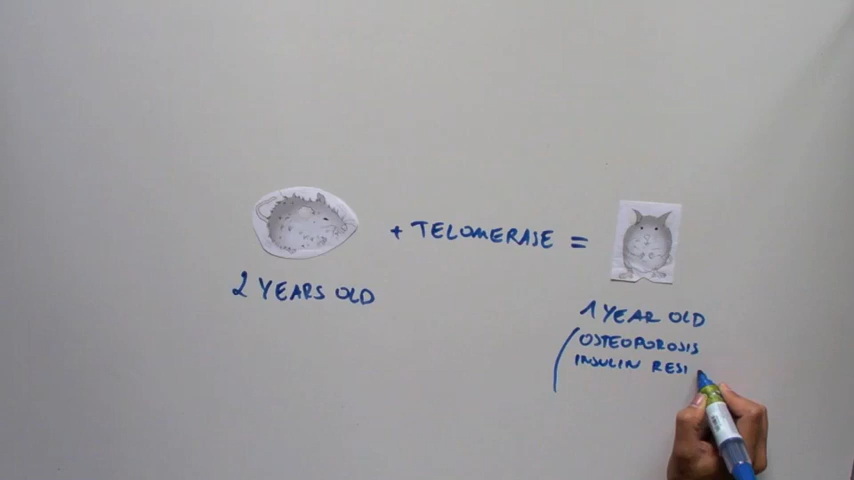 + TELOMERASE =
2 YEARS OLD
1 YEAR OLD
OSTEOPOROSIS
INSULIN RESI